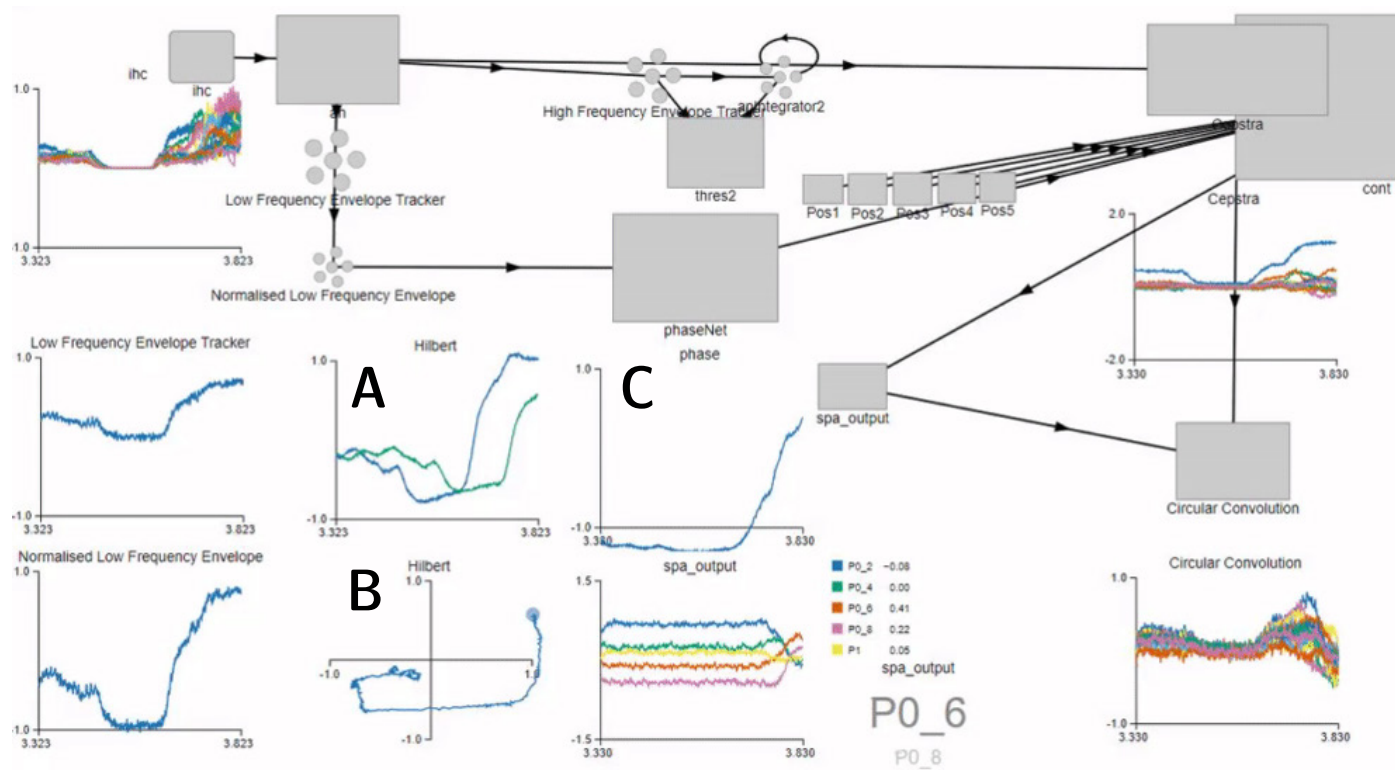 ihc
ihc
1.0
-1.0
3.323
3.823
an
Low Frequency Envelope Tracker
Normalised Low Frequency Envelope
High Frequency Envelope Tracker
anIntegrator2
thres2
Pos1
Pos2
Pos3
Pos4
Pos5
Cepstra
cont
Cepstra
2.0
-2.0
3.330
3.830
phaseNet
phase
1.0
-1.0
3.330
3.830
C
spa_output
Circular Convolution
Low Frequency Envelope Tracker
1.0
-1.0
3.323
3.823
Hilbert
1.0
-1.0
3.323
3.823
A
Normalised Low Frequency Envelope
1.0
-1.0
3.323
3.823
Hilbert
B
1.0
-1.0
1.0
-1.0
spa_output
1.5
-1.5
3.330
3.830
P0_2 -0.08
P0_4 0.00
P0_6 0.41
P0_8 0.22
P1 0.05
spa_output
P0_6
P0_8
Circular Convolution
1.0
-1.0
3.330
3.830